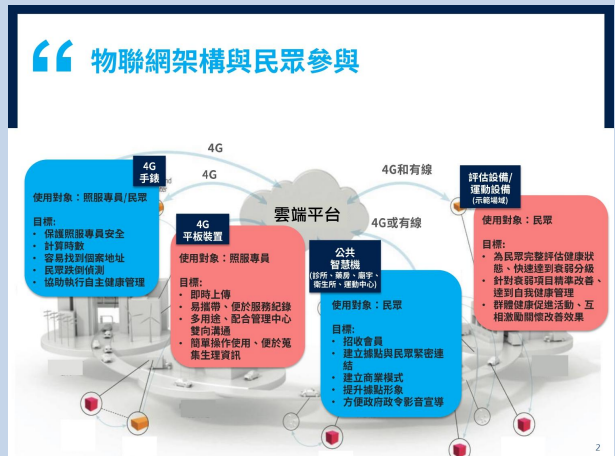 物聯網架構與民眾參與
4G
4G
4G和有線
4G或有線
雲端平台
4G
手錶
使用對象：照服專員/民眾
目標:
• 保護照服專員安全
• 計算時數
• 容易找到個案地址
• 民眾跌倒偵測
• 協助執行自主健康管理
4G
平板裝置
使用對象：照服專員
目標:
• 即時上傳
• 易攜帶、便於服務紀錄
• 多用途、配合管理中心
雙向溝通
• 簡單操作使用、便於蒐
集生理資訊
公共
智慧機
(診所、藥房、廟宇、
衛生所、運動中心)
使用對象：民眾
目標:
• 招收會員
• 建立據點與民眾緊密連
結
• 建立商業模式
• 提升據點形象
• 方便政府政令影音宣導
評估設備/
運動設備
(示範場域)
使用對象：民眾
目標:
• 為民眾完整評估健康狀
態、快速達到衰弱分級
• 針對衰弱項目精準改善、
達到自我健康管理
• 群體健康促進活動、互
相激勵關懷改善效果
2